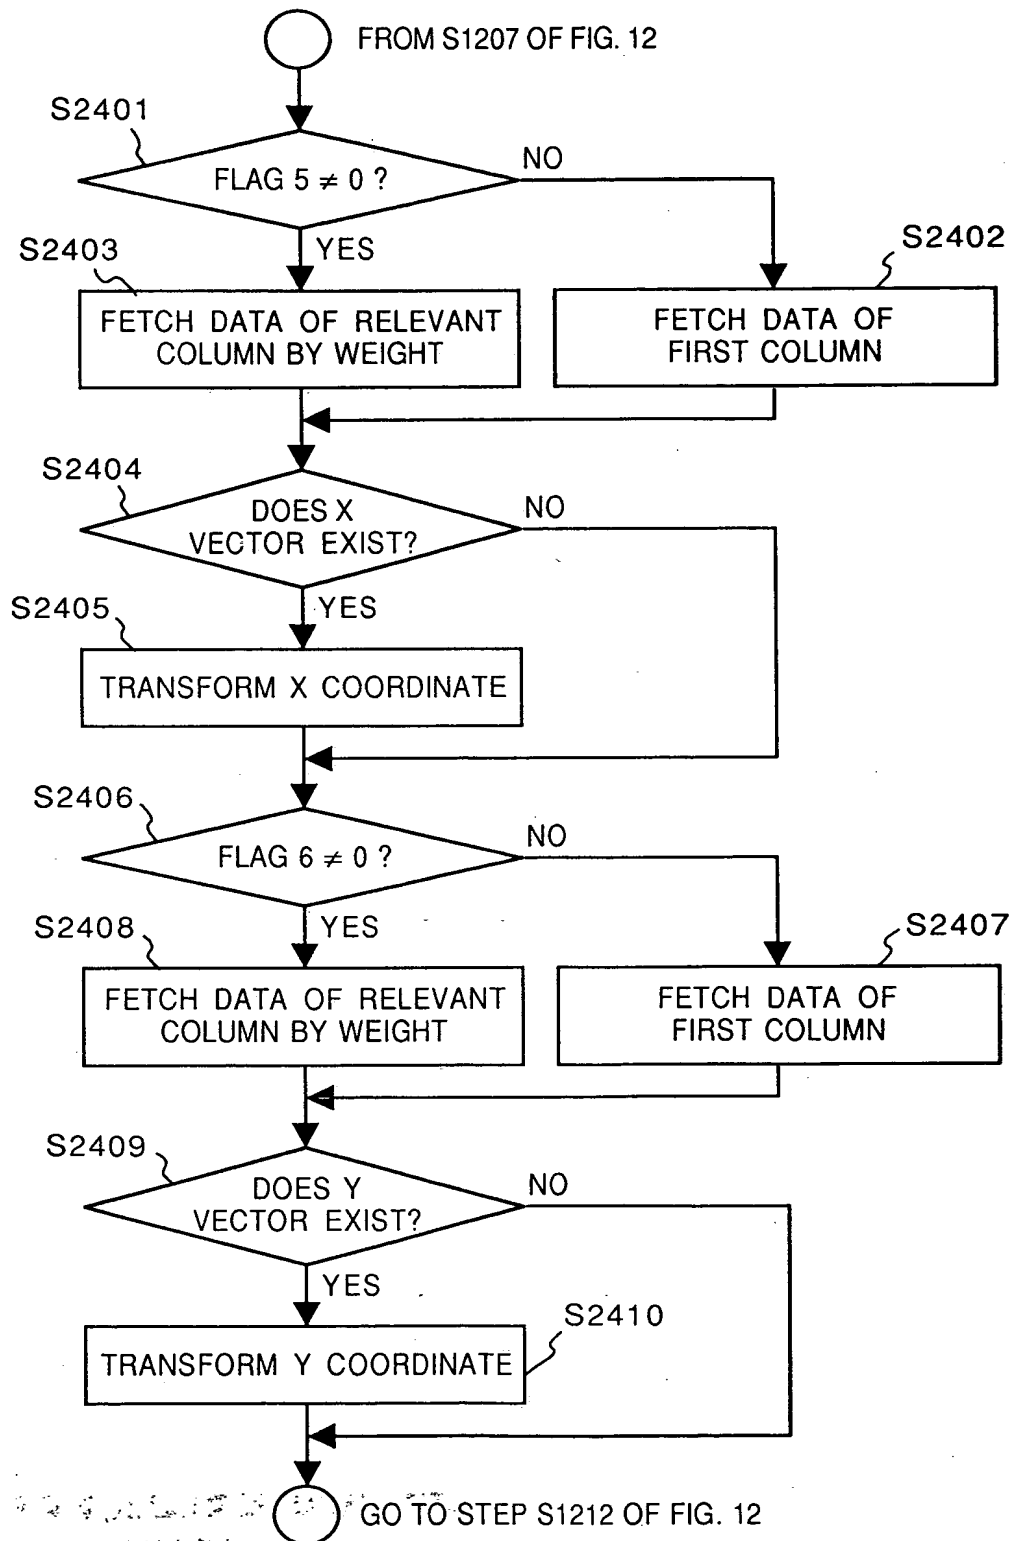 FROM S1207 OF FIG. 12
S2401
FLAG 5 ≠ 0 ?
NO
YES
S2403
S2402
FETCH DATA OF RELEVANT
COLUMN BY WEIGHT
FETCH DATA OF
FIRST COLUMN
S2404
DOES X
VECTOR EXIST?
NO
YES
S2405
TRANSFORM X COORDINATE
S2406
FLAG 6 ≠ 0 ?
NO
YES
S2408
S2407
FETCH DATA OF RELEVANT
COLUMN BY WEIGHT
FETCH DATA OF
FIRST COLUMN
S2409
DOES Y
VECTOR EXIST?
NO
YES
S2410
TRANSFORM Y COORDINATE
GO TO STEP S1212 OF FIG. 12